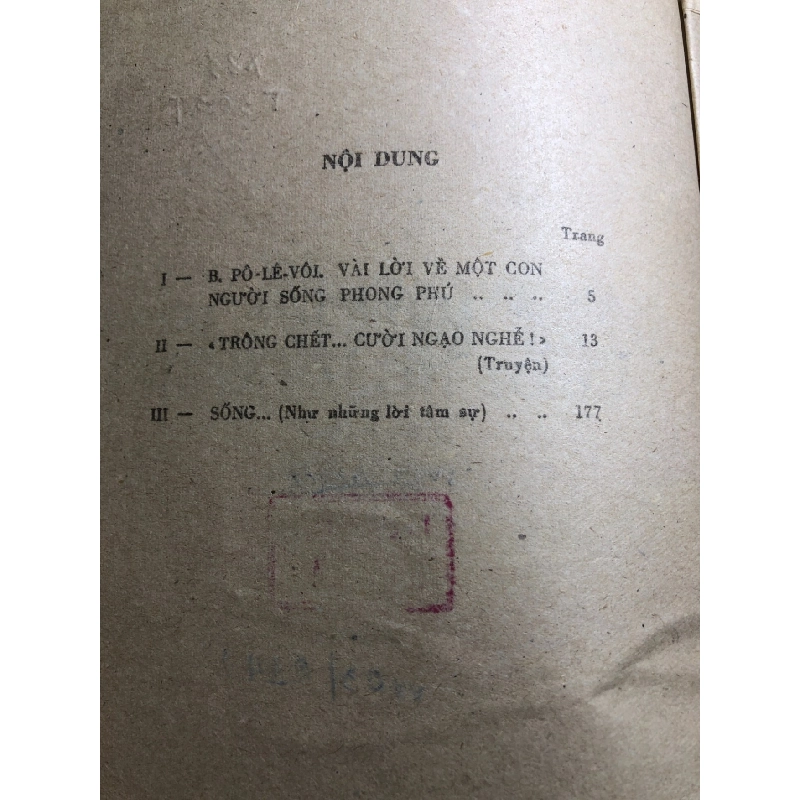 NỘI DUNG
Trang
I — B. PÔ-LÊ-VÔI. VÀI LỜI VỀ MỘT CON
NGƯỜI SỐNG PHONG PHÚ .. .. .. 5
II — «TRÔNG CHẾT... CƯỜI NGẠO NGHỄ!» 13
(Truyện)
III — SỐNG... (Như những lời tâm sự) .. .. 177